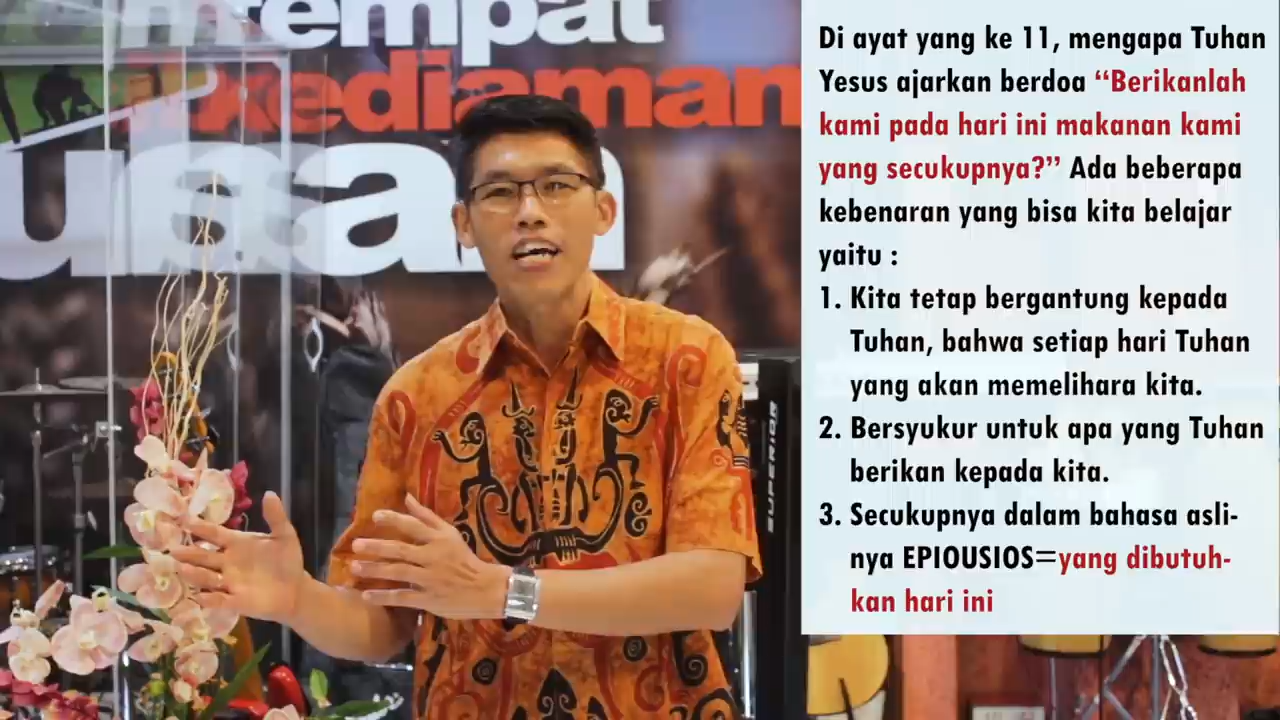 tempat
kediaman
Di ayat yang ke 11, mengapa Tuhan
Yesus ajarkan berdoa “Berikanlah
kami pada hari ini makanan kami
yang secukupnya?” Ada beberapa
kebenaran yang bisa kita belajar
yaitu :
1. Kita tetap bergantung kepada
Tuhan, bahwa setiap hari Tuhan
yang akan memelihara kita.
2. Bersyukur untuk apa yang Tuhan
berikan kepada kita.
3. Secukupnya dalam bahasa asli-
nya EPIOUSIOS=yang dibutuh-
kan hari ini
SUPERIOR